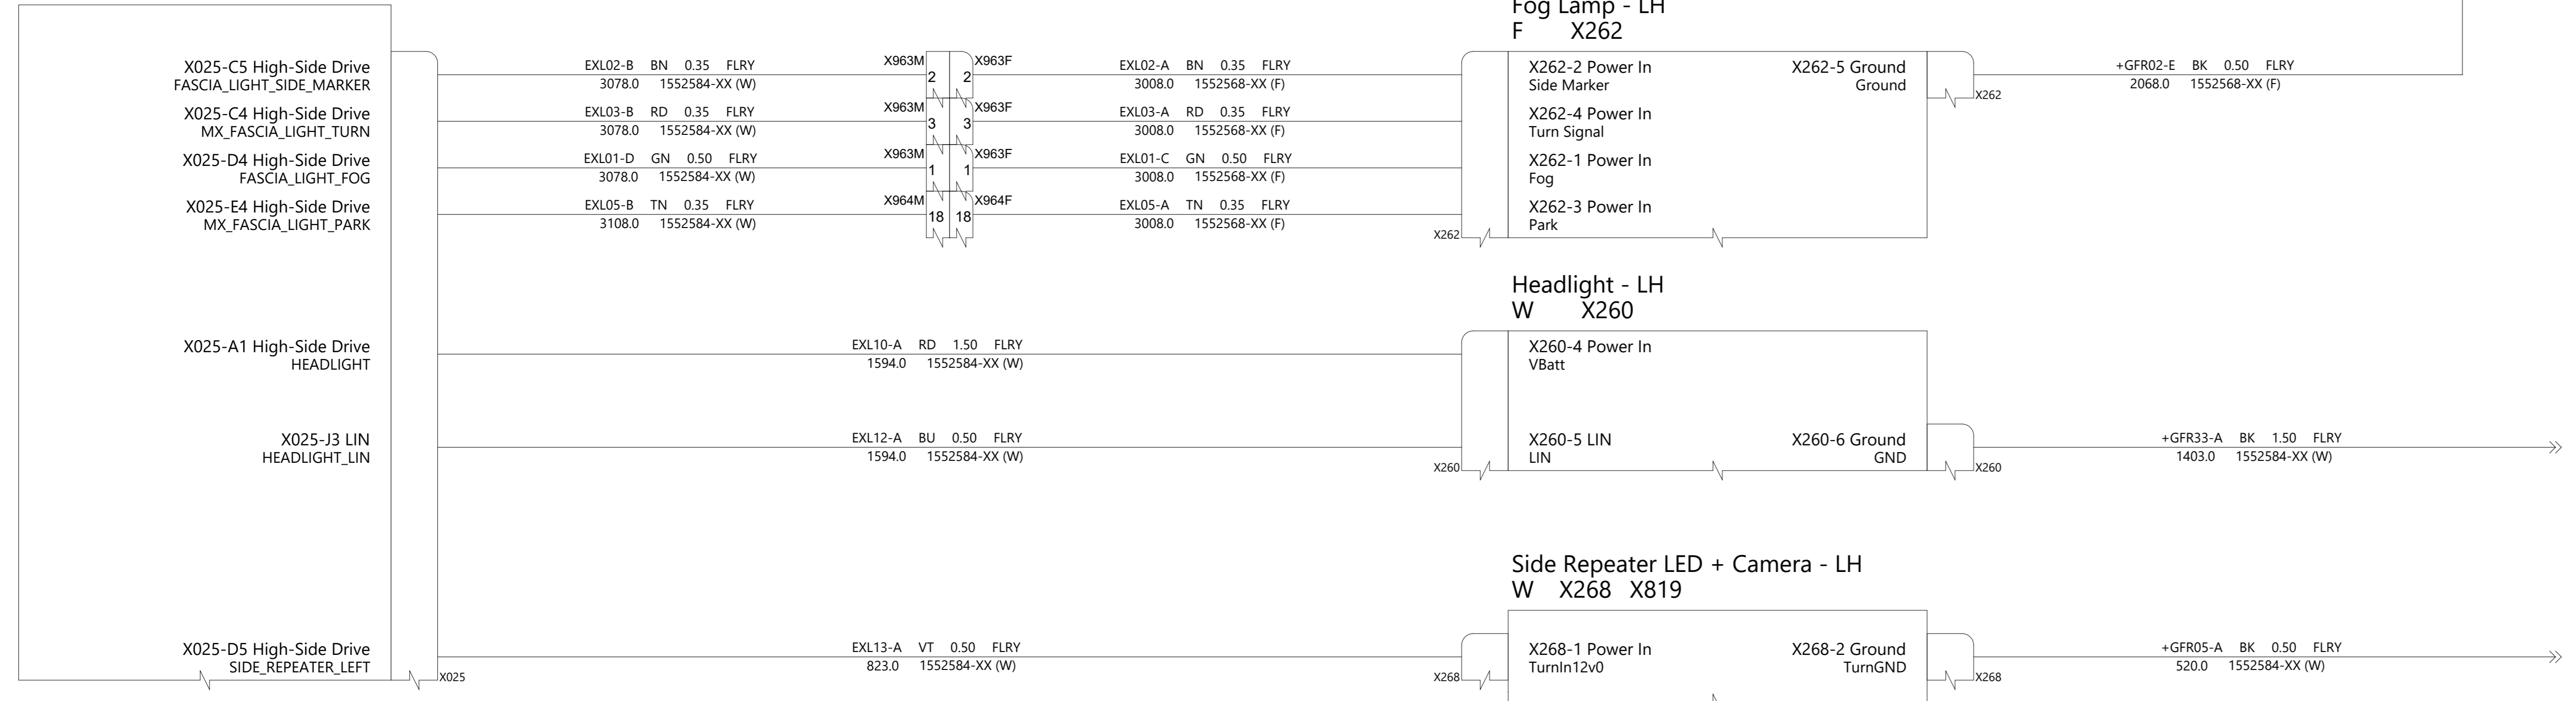 Fog Lamp - LH
F X262
X025-C5 High-Side Drive
FASCIA_LIGHT_SIDE_MARKER
EXL02-B BN 0.35 FLRY
3078.0 1552584-XX (W)
X963M
2
2
X963F
EXL02-A BN 0.35 FLRY
3008.0 1552568-XX (F)
X262-2 Power In
Side Marker
X262-5 Ground
Ground
X262
+GFR02-E BK 0.50 FLRY
2068.0 1552568-XX (F)
X025-C4 High-Side Drive
MX_FASCIA_LIGHT_TURN
EXL03-B RD 0.35 FLRY
3078.0 1552584-XX (W)
X963M
3
3
X963F
EXL03-A RD 0.35 FLRY
3008.0 1552568-XX (F)
X262-4 Power In
Turn Signal
X025-D4 High-Side Drive
FASCIA_LIGHT_FOG
EXL01-D GN 0.50 FLRY
3078.0 1552584-XX (W)
X963M
1
1
X963F
EXL01-C GN 0.50 FLRY
3008.0 1552568-XX (F)
X262-1 Power In
Fog
X025-E4 High-Side Drive
MX_FASCIA_LIGHT_PARK
EXL05-B TN 0.35 FLRY
3108.0 1552584-XX (W)
X964M
18
18
X964F
EXL05-A TN 0.35 FLRY
3008.0 1552568-XX (F)
X262-3 Power In
Park
X262
Headlight - LH
W X260
X025-A1 High-Side Drive
HEADLIGHT
EXL10-A RD 1.50 FLRY
1594.0 1552584-XX (W)
X260-4 Power In
VBatt
X025-J3 LIN
HEADLIGHT_LIN
EXL12-A BU 0.50 FLRY
1594.0 1552584-XX (W)
X260-5 LIN
LIN
X260
X260-6 Ground
GND
X260
+GFR33-A BK 1.50 FLRY
1403.0 1552584-XX (W)
Side Repeater LED + Camera - LH
W X268 X819
X025-D5 High-Side Drive
SIDE_REPEATER_LEFT
X025
EXL13-A VT 0.50 FLRY
823.0 1552584-XX (W)
X268-1 Power In
TurnIn12v0
X268
X268-2 Ground
TurnGND
X268
+GFR05-A BK 0.50 FLRY
520.0 1552584-XX (W)